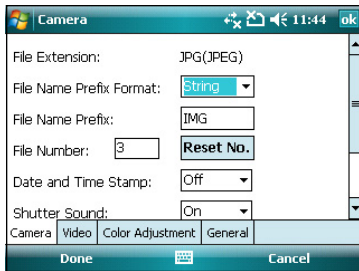 Camera 11:44 ok
File Extension: JPG(JPEG)
File Name Prefix Format: String
File Name Prefix: IMG
File Number: 3 Reset No.
Date and Time Stamp: Off
Shutter Sound: On
Camera Video Color Adjustment General
Done Cancel